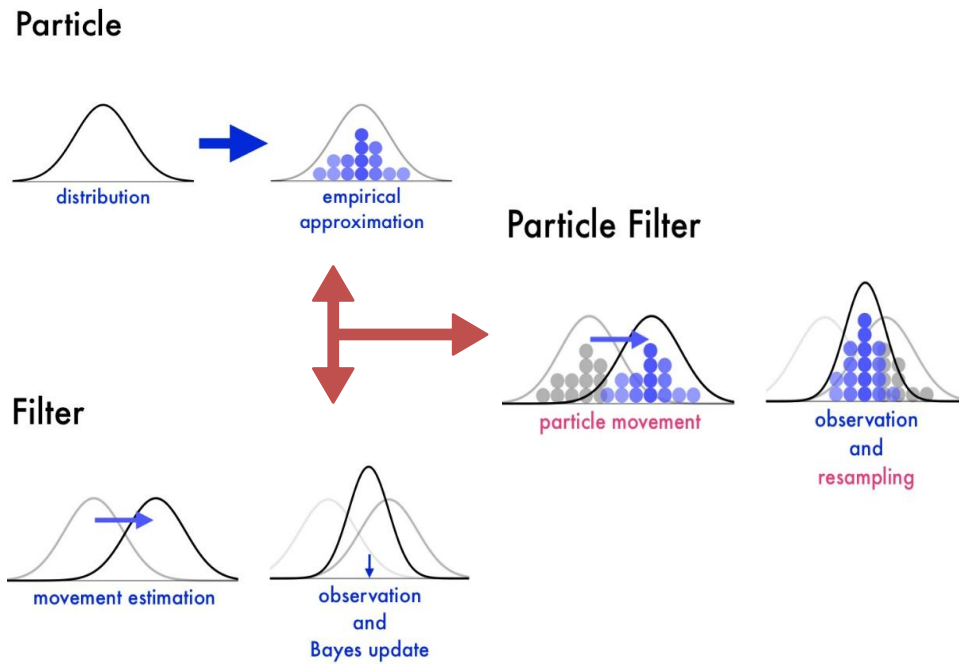 Particle
distribution
empirical
approximation
Particle Filter
particle movement
observation
and
resampling
Filter
movement estimation
observation
and
Bayes update